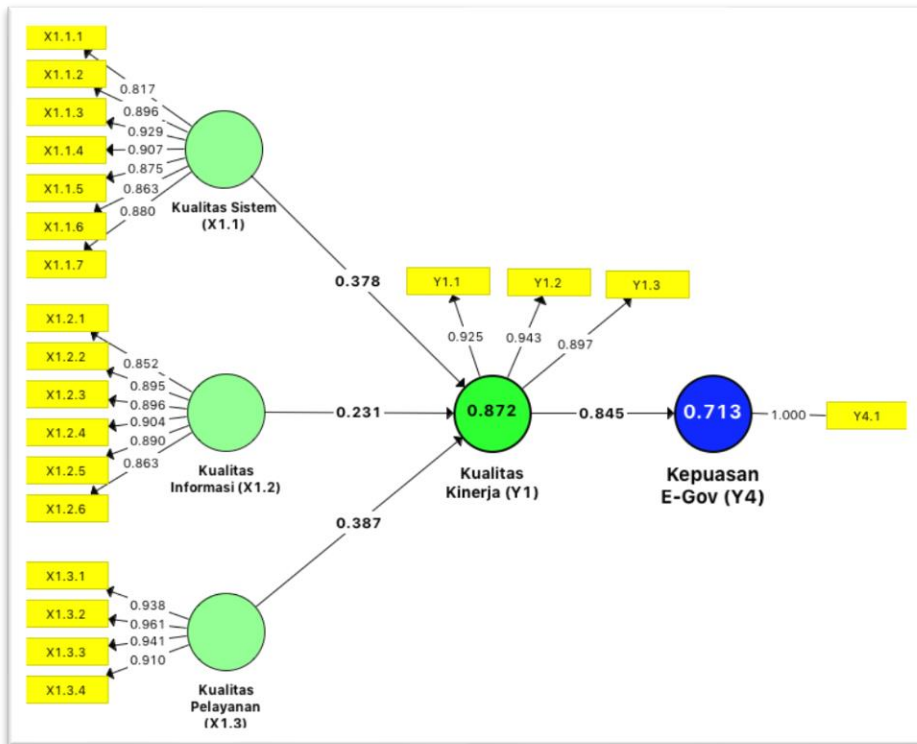 X1.1.1
X1.1.2
X1.1.3
X1.1.4
X1.1.5
X1.1.6
X1.1.7
0.817
0.896
0.929
0.907
0.875
0.863
0.880
Kualitas Sistem
(X1.1)
0.378
X1.2.1
X1.2.2
X1.2.3
X1.2.4
X1.2.5
X1.2.6
0.852
0.895
0.896
0.904
0.890
0.863
Kualitas
Informasi (X1.2)
0.231
X1.3.1
X1.3.2
X1.3.3
X1.3.4
0.938
0.961
0.941
0.910
Kualitas
Pelayanan
(X1.3)
0.387
Y1.1
Y1.2
Y1.3
0.925
0.943
0.897
0.872
Kualitas
Kinerja (Y1)
0.845
0.713
Kepuasan
E-Gov (Y4)
1.000
Y4.1